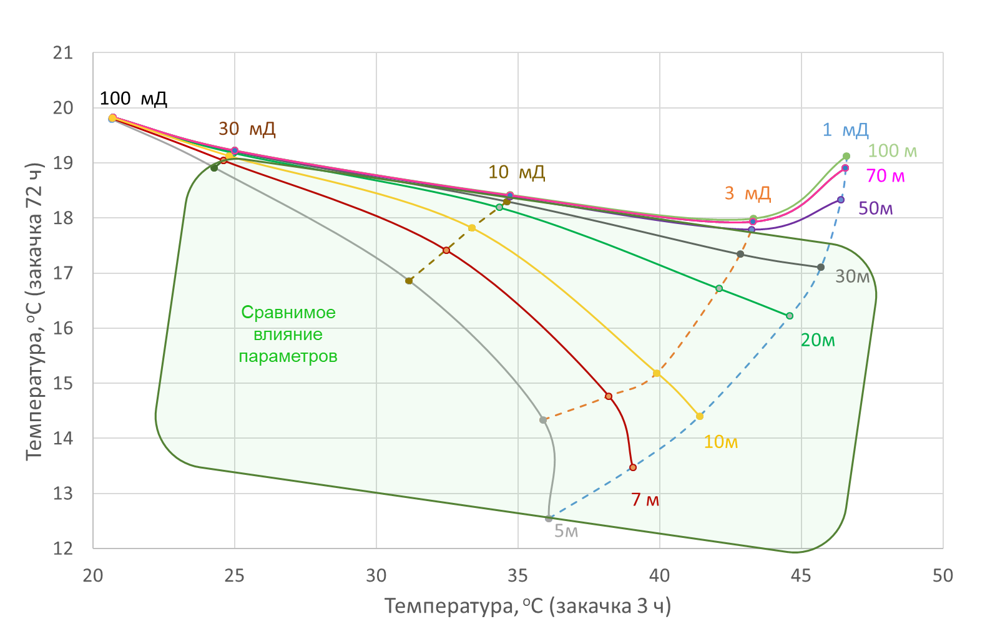 21
20
19
18
17
16
15
14
13
12
Температура, ºС (закачка 72 ч)
100 мД
30 мД
10 мД
3 мД
1 мД
100 м
70 м
50м
30м
20м
10м
7 м
5м
Сравнимое
влияние
параметров
20 25 30 35 40 45 50
Температура, ºС (закачка 3 ч)